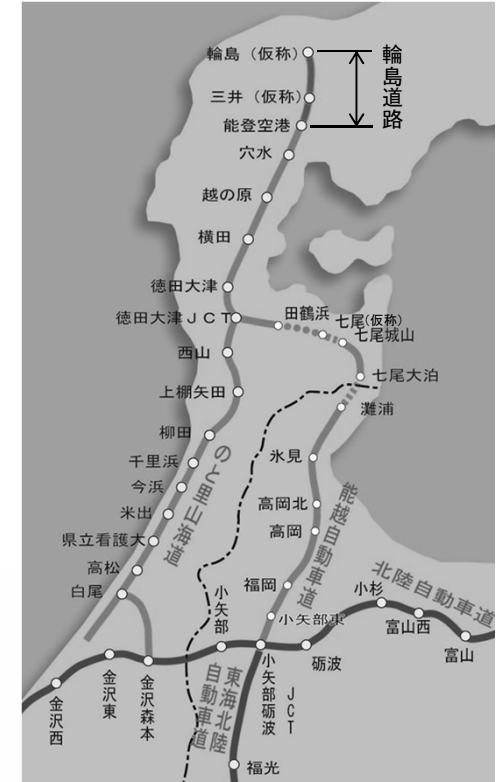 輪島（仮称）
輪島道路
三井（仮称）
能登空港
穴水
越の原
横田
徳田大津
徳田大津ＪＣＴ
田鶴浜
七尾(仮称)
七尾城山
西山
七尾大泊
上棚矢田
灘浦
柳田
のと里山海道
千里浜
氷見
今浜
能越自動車道
米出
高岡北
県立看護大
高岡
高松
北陸自動車道
白尾
福岡
小矢部
小杉
小矢部東
富山西
富山
砺波
小矢部砺波
ＪＣＴ
東海北陸
自動車道
金沢森本
金沢東
金沢西
福光